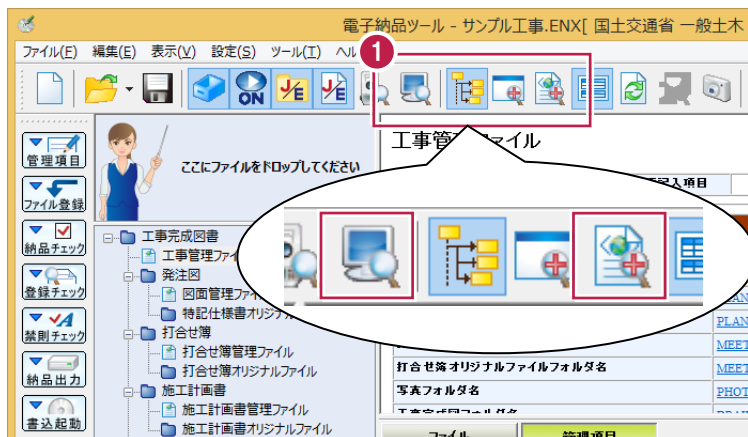 電子納品ツール - サンプル工事.ENX[ 国土交通省 一般土木
ファイル(F) 編集(E) 表示(V) 設定(S) ツール(T) ヘル
1
ON J/E J/E
工事管 ファイル
管理項目
ここにファイルをドロップしてください
記入項目
ファイル登録
納品チェック
工事完成図書
工事管理ファイ
発注図
登録チェック
図面管理ファイ
特記仕様書オリジナル
PLAN
禁則チェック
打合せ簿
打合せ簿管理ファイル
MEET
打合せ簿オリジナルファイル
打合せ簿オリジナルファイルフォルダ名
MEET
納品出力
施工計画書
写真フォルダ名
PHOT
施工計画書管理ファイル
書込起動
施工計画書オリジナルファイル
ファイル
管理項目